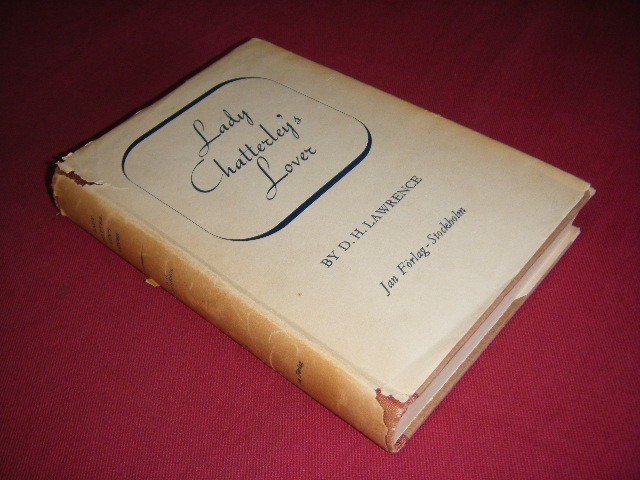 Lady
Chatterley's
Lover
BY D. H. LAWRENCE
Jan Förlag - Stockholm